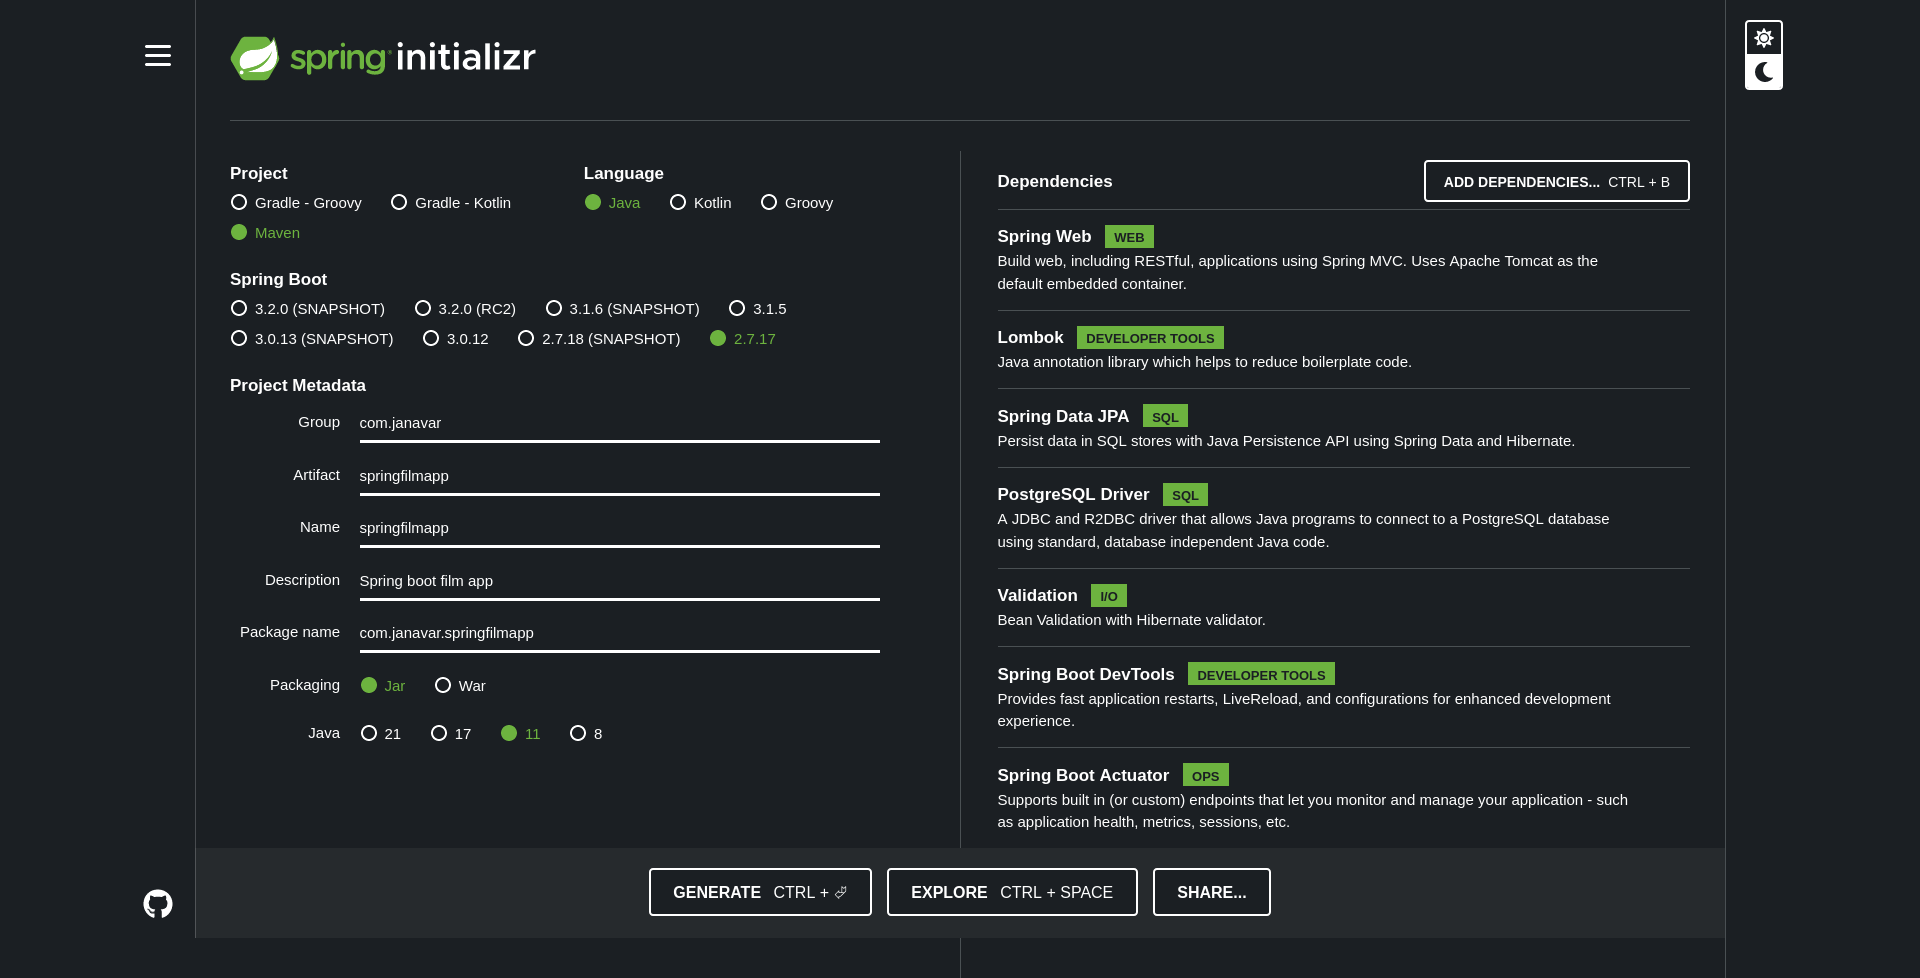 spring initializr
Project
Gradle - Groovy Gradle - Kotlin
Maven
Language
Java Kotlin Groovy
Spring Boot
3.2.0 (SNAPSHOT) 3.2.0 (RC2) 3.1.6 (SNAPSHOT) 3.1.5
3.0.13 (SNAPSHOT) 3.0.12 2.7.18 (SNAPSHOT) 2.7.17
Project Metadata
Group com.janavar
Artifact springfilmapp
Name springfilmapp
Description Spring boot film app
Package name com.janavar.springfilmapp
Packaging Jar War
Java 21 17 11 8
Dependencies
ADD DEPENDENCIES... CTRL + B
Spring Web WEB
Build web, including RESTful, applications using Spring MVC. Uses Apache Tomcat as the
default embedded container.
Lombok DEVELOPER TOOLS
Java annotation library which helps to reduce boilerplate code.
Spring Data JPA SQL
Persist data in SQL stores with Java Persistence API using Spring Data and Hibernate.
PostgreSQL Driver SQL
A JDBC and R2DBC driver that allows Java programs to connect to a PostgreSQL database
using standard, database independent Java code.
Validation I/O
Bean Validation with Hibernate validator.
Spring Boot DevTools DEVELOPER TOOLS
Provides fast application restarts, LiveReload, and configurations for enhanced development
experience.
Spring Boot Actuator OPS
Supports built in (or custom) endpoints that let you monitor and manage your application - such
as application health, metrics, sessions, etc.
GENERATE CTRL + ⏎
EXPLORE CTRL + SPACE
SHARE...